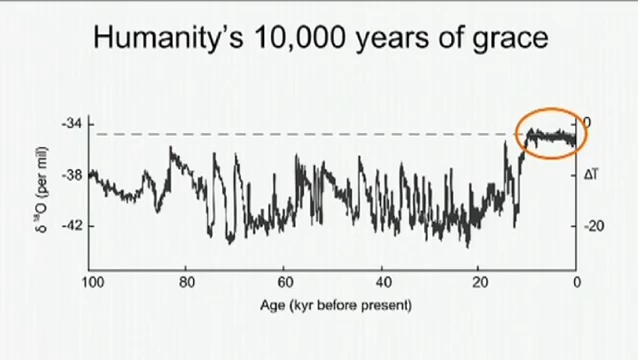 Humanity's 10,000 years of grace
-34
-38
-42
δ 18O (per mil)
0
ΔT
-20
100
80
60
40
20
0
Age (kyr before present)